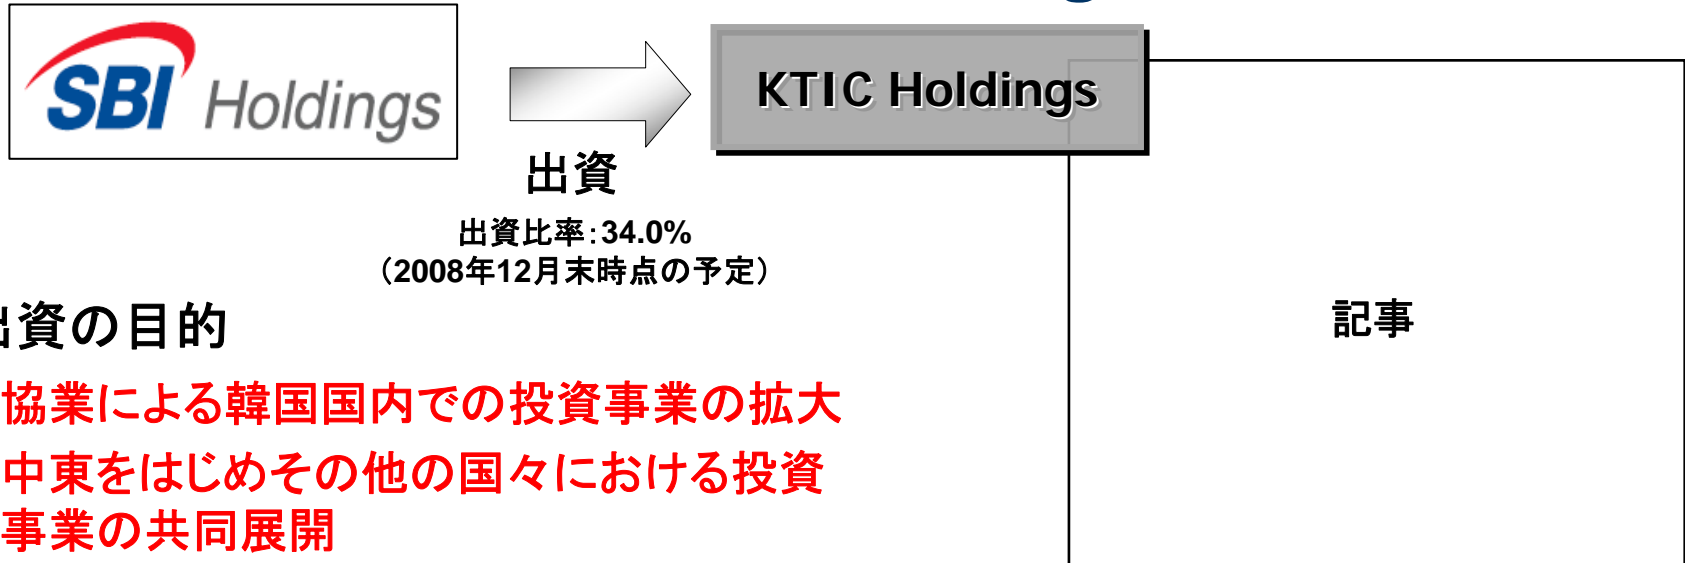 SBI Holdings
KTIC Holdings
出資
出資比率：34.0%
（2008年12月末時点の予定）
出資の目的
協業による韓国国内での投資事業の拡大
中東をはじめその他の国々における投資
事業の共同展開
記事